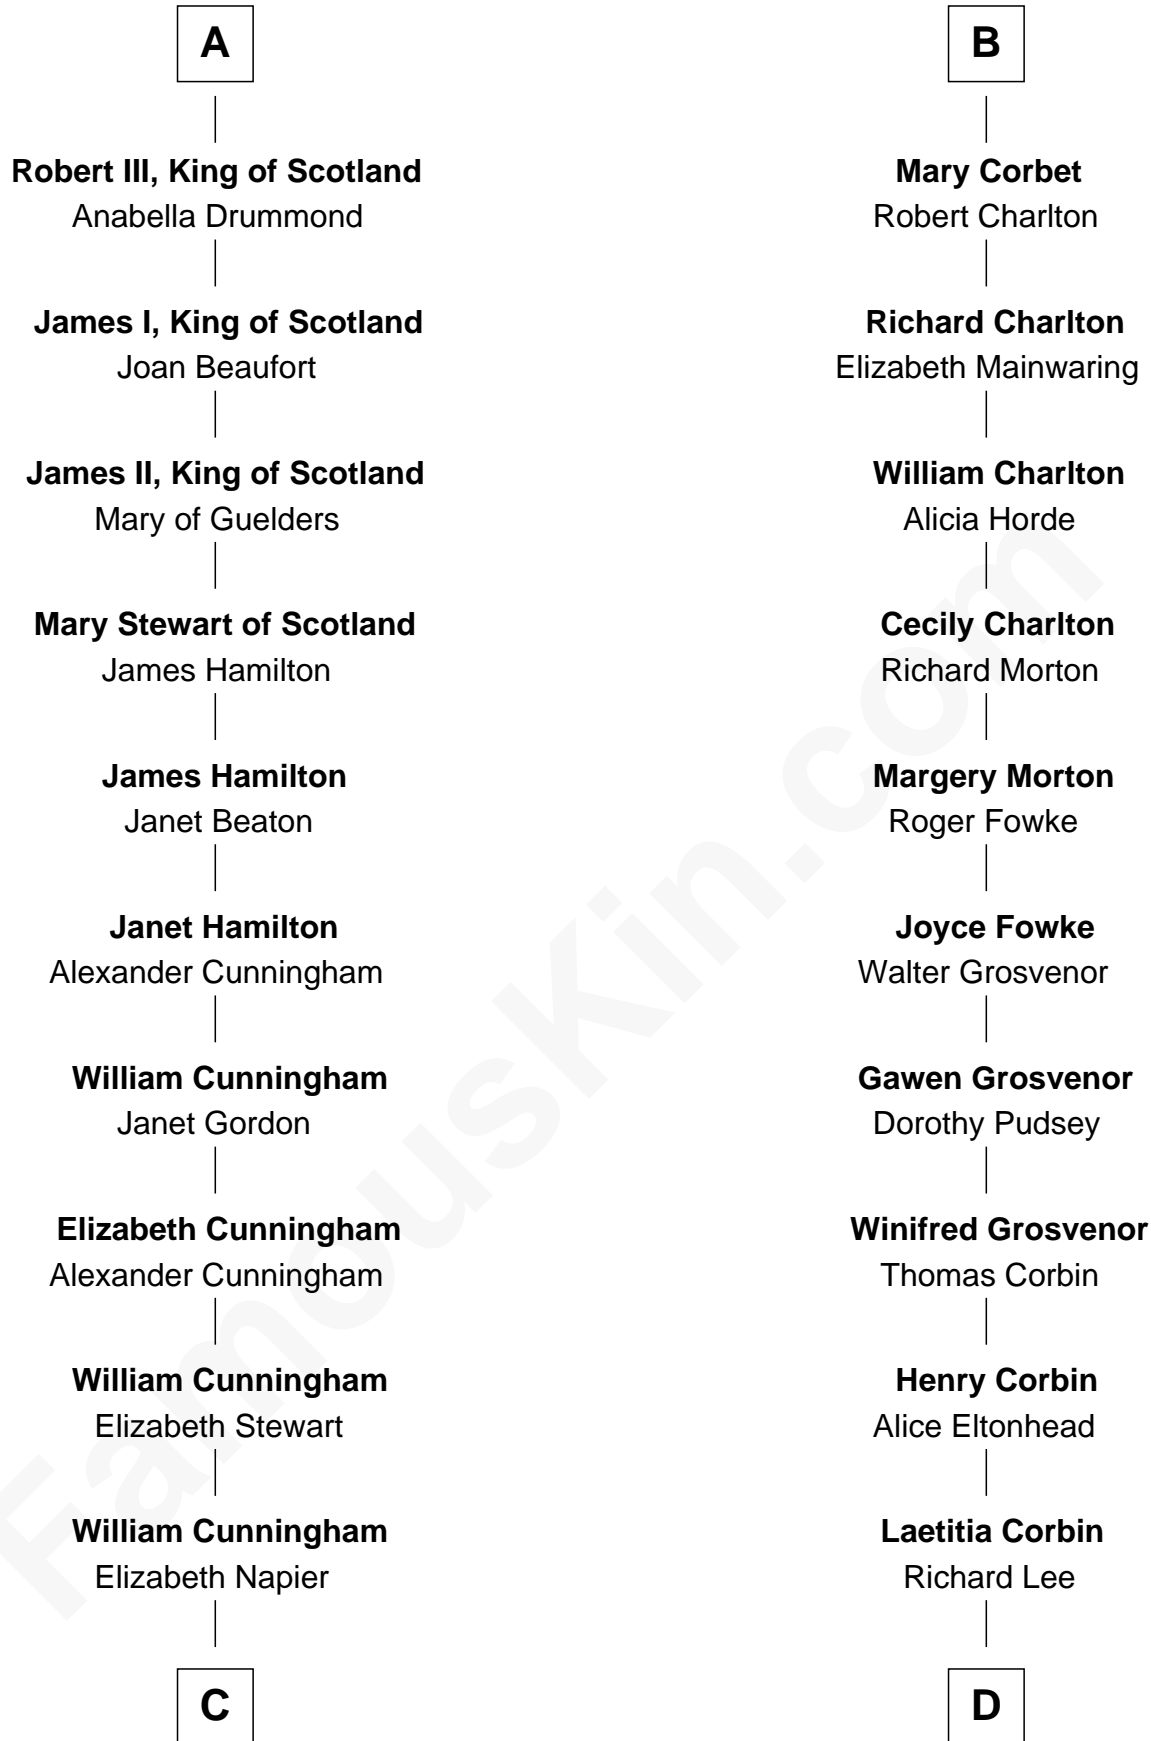 A
Robert III, King of Scotland
Anabella Drummond
James I, King of Scotland
Joan Beaufort
James II, King of Scotland
Mary of Guelders
Mary Stewart of Scotland
James Hamilton
James Hamilton
Janet Beaton
Janet Hamilton
Alexander Cunningham
William Cunningham
Janet Gordon
Elizabeth Cunningham
Alexander Cunningham
William Cunningham
Elizabeth Stewart
William Cunningham
Elizabeth Napier
C
B
Mary Corbet
Robert Charlton
Richard Charlton
Elizabeth Mainwaring
William Charlton
Alicia Horde
Cecily Charlton
Richard Morton
Margery Morton
Roger Fowke
Joyce Fowke
Walter Grosvenor
Gawen Grosvenor
Dorothy Pudsey
Winifred Grosvenor
Thomas Corbin
Henry Corbin
Alice Eltonhead
Laetitia Corbin
Richard Lee
D
FamousKin.com